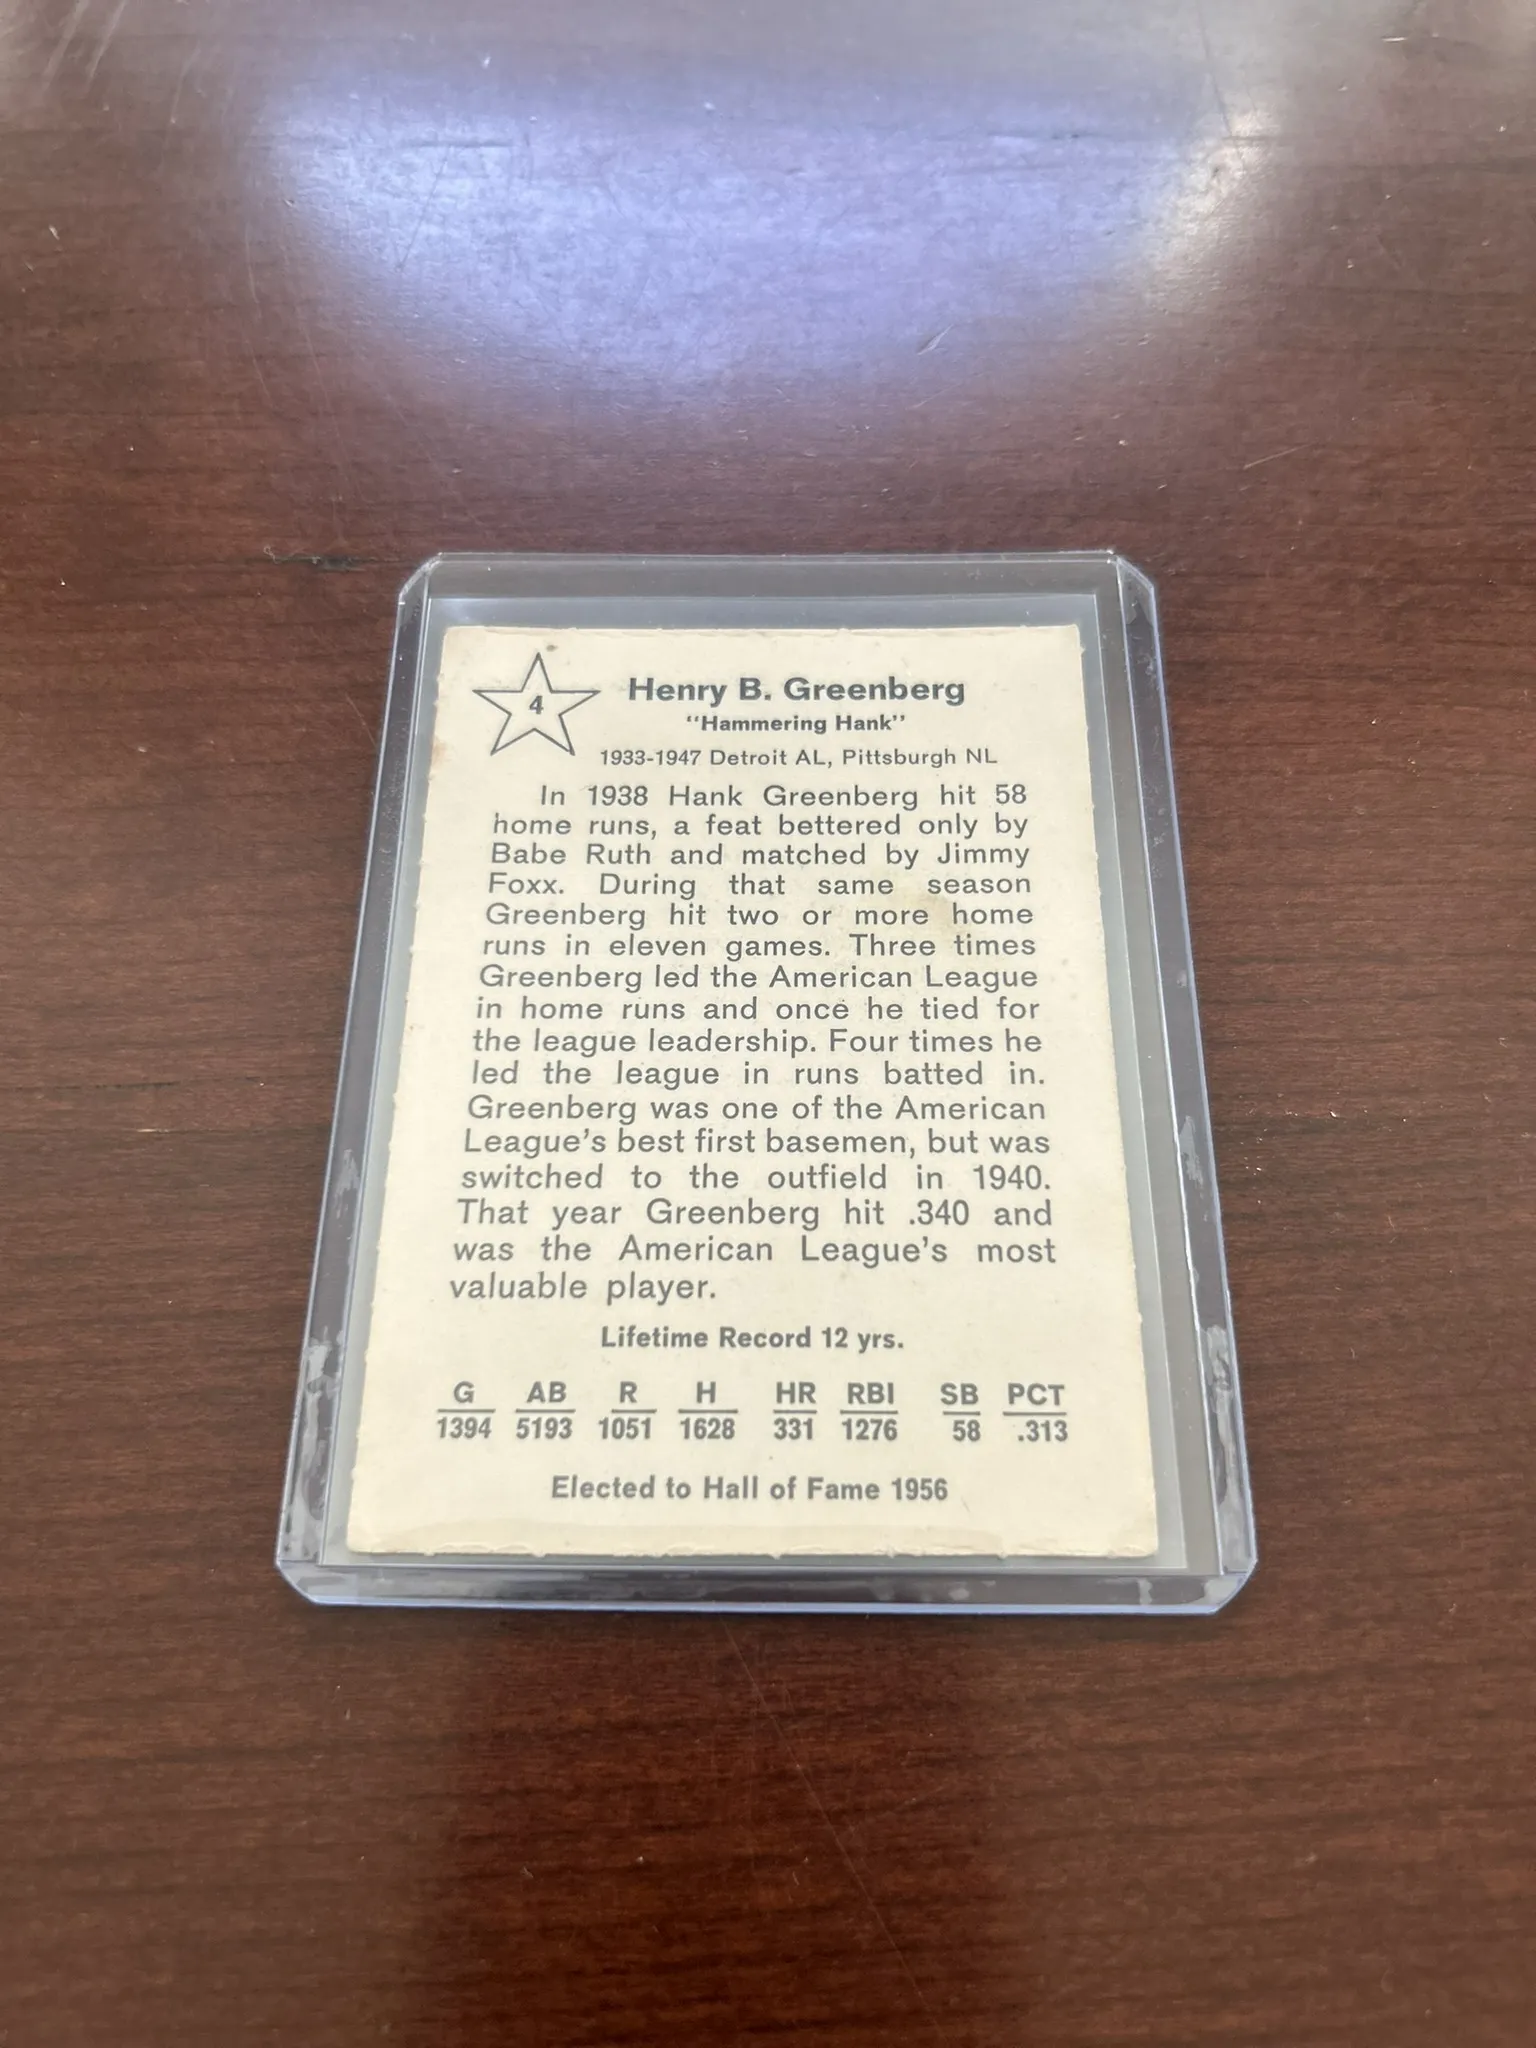 4
Henry B. Greenberg
"Hammering Hank"
1933-1947 Detroit AL, Pittsburgh NL
In 1938 Hank Greenberg hit 58
home runs, a feat bettered only by
Babe Ruth and matched by Jimmy
Foxx. During that same season
Greenberg hit two or more home
runs in eleven games. Three times
Greenberg led the American League
in home runs and once he tied for
the league leadership. Four times he
led the league in runs batted in.
Greenberg was one of the American
League's best first basemen, but was
switched to the outfield in 1940.
That year Greenberg hit .340 and
was the American League's most
valuable player.
Lifetime Record 12 yrs.
G AB R H HR RBI SB PCT
1394 5193 1051 1628 331 1276 58 .313
Elected to Hall of Fame 1956